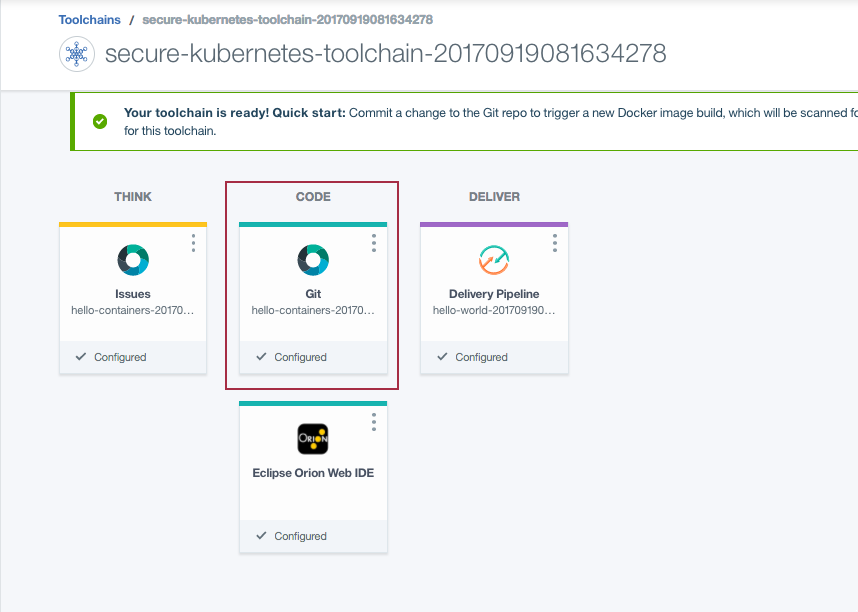 Toolchains / secure-kubernetes-toolchain-20170919081634278
secure-kubernetes-toolchain-20170919081634278
Your toolchain is ready! Quick start: Commit a change to the Git repo to trigger a new Docker image build, which will be scanned fo
for this toolchain.
THINK
CODE
DELIVER
Issues
hello-containers-20170...
Configured
Git
hello-containers-20170...
Configured
Delivery Pipeline
hello-world-201709190...
Configured
ORION
Eclipse Orion Web IDE
Configured